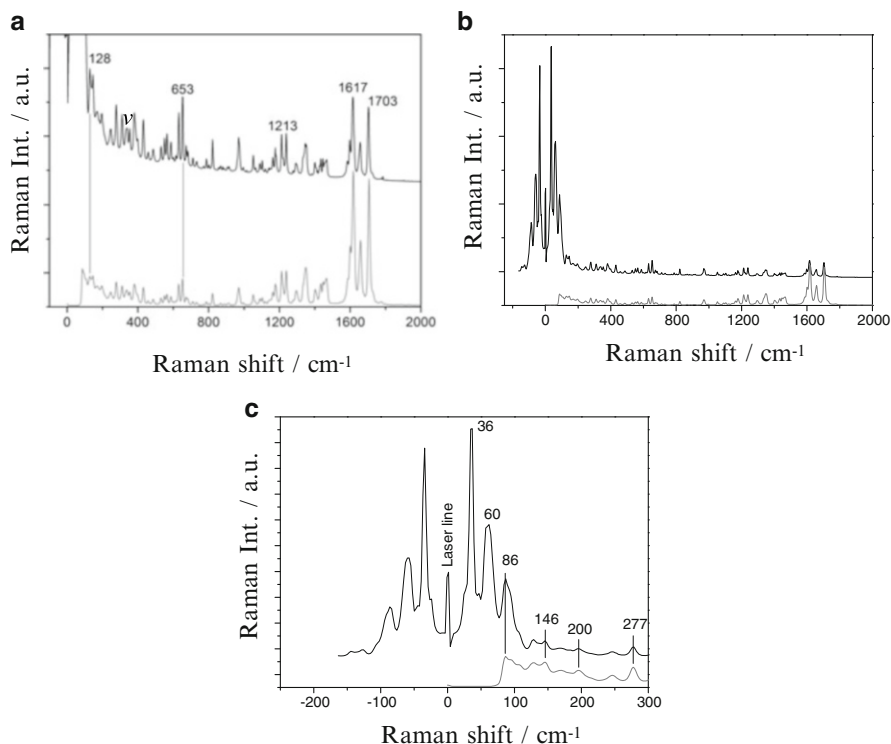 a
128
v
653
1213
1617
1703
Raman Int. / a.u.
0 400 800 1200 1600 2000
Raman shift / cm-1
b
Raman Int. / a.u.
0 400 800 1200 1600 2000
Raman shift / cm-1
c
36
60
86
146
200
277
Laser line
Raman Int. / a.u.
-200 -100 0 100 200 300
Raman shift / cm-1